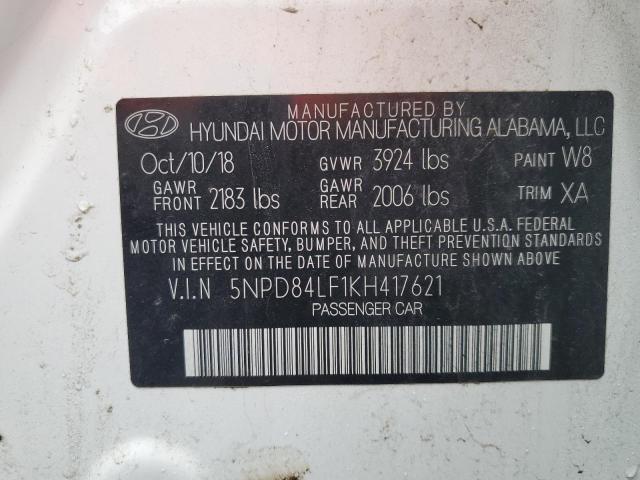 MANUFACTURED BY
HYUNDAI MOTOR MANUFACTURING ALABAMA, LLC
Oct/10/18 GVWR 3924 lbs PAINT W8
GAWR FRONT 2183 lbs GAWR REAR 2006 lbs TRIM XA
THIS VEHICLE CONFORMS TO ALL APPLICABLE U.S.A. FEDERAL
MOTOR VEHICLE SAFETY, BUMPER, AND THEFT PREVENTION STANDARDS
IN EFFECT ON THE DATE OF MANUFACTURE SHOWN ABOVE
V.I.N 5NPD84LF1KH417621
PASSENGER CAR